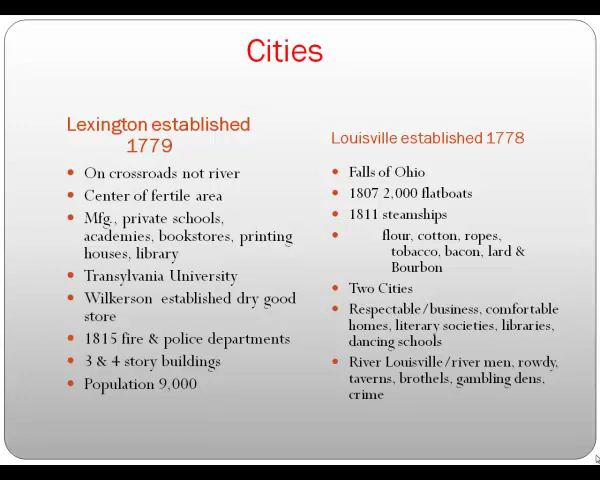 Cities
Lexington established
1779
On crossroads not river
Center of fertile area
Mfg., private schools,
academies, bookstores, printing
houses, library
Transylvania University
Wilkerson established dry good
store
1815 fire & police departments
3 & 4 story buildings
Population 9,000
Louisville established 1778
Falls of Ohio
1807 2,000 flatboats
1811 steamships
flour, cotton, ropes,
tobacco, bacon, lard &
Bourbon
Two Cities
Respectable/business, comfortable
homes, literary societies, libraries,
dancing schools
River Louisville/river men, rowdy,
taverns, brothels, gambling dens,
crime